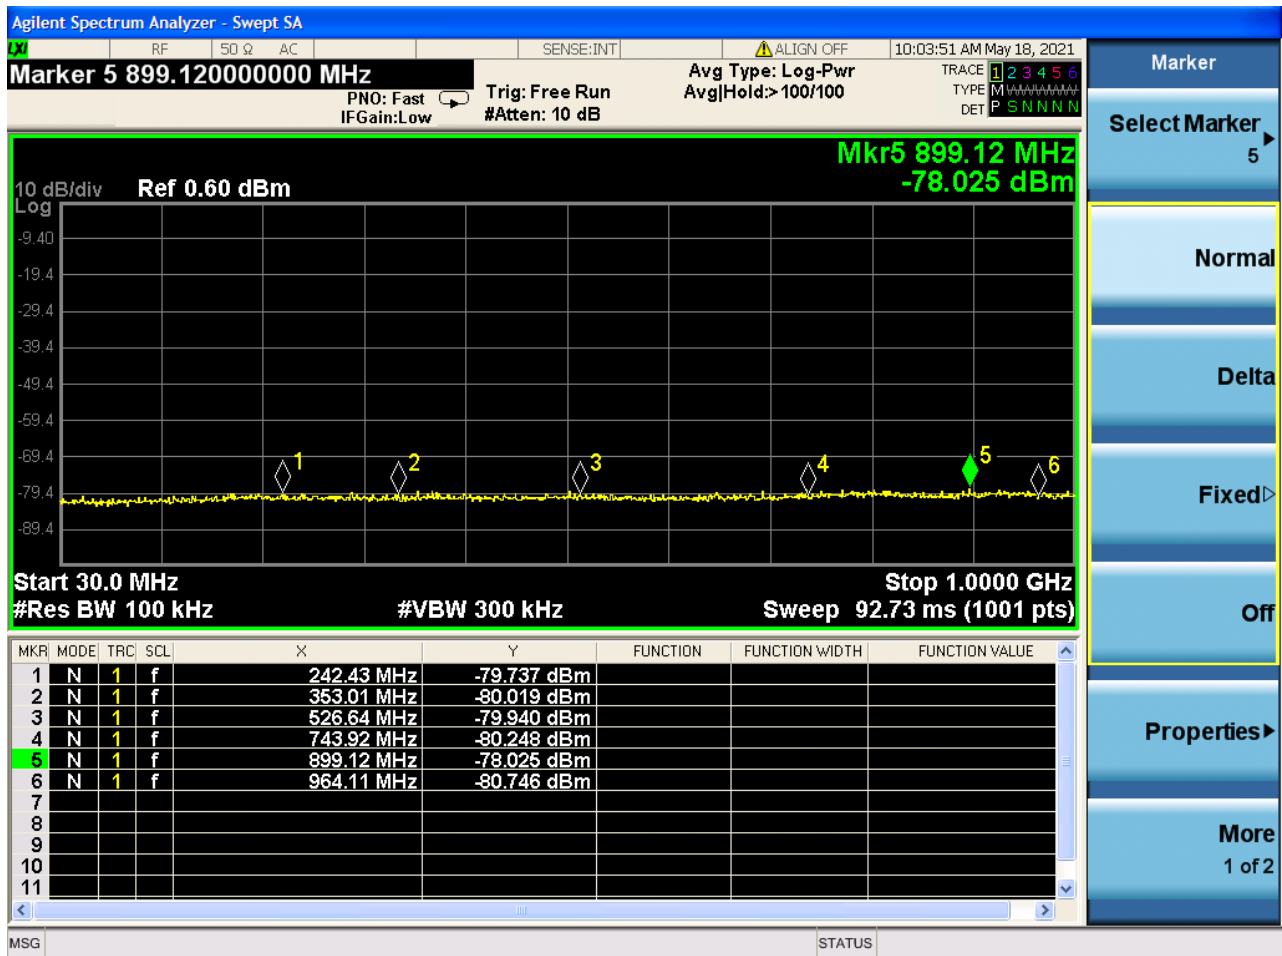 Agilent Spectrum Analyzer - Swept SA
LXI RF 50 Ω AC SENSE:INT ALIGN OFF 10:03:51 AM May 18, 2021
Marker 5 899.120000000 MHz
PNO: Fast
IFGain:Low
Trig: Free Run
#Atten: 10 dB
Avg Type: Log-Pwr
Avg|Hold:>100/100
TRACE 1 2 3 4 5 6
TYPE M W W W W W
DET P S N N N N
Mkr5 899.12 MHz
-78.025 dBm
10 dB/div Ref 0.60 dBm
Log
-9.40
-19.4
-29.4
-39.4
-49.4
-59.4
-69.4
-79.4
-89.4
1 2 3 4 5 6
Start 30.0 MHz Stop 1.0000 GHz
#Res BW 100 kHz #VBW 300 kHz Sweep 92.73 ms (1001 pts)
MKR MODE TRC SCL X Y FUNCTION FUNCTION WIDTH FUNCTION VALUE
1 N 1 f 242.43 MHz -79.737 dBm
2 N 1 f 353.01 MHz -80.019 dBm
3 N 1 f 526.64 MHz -79.940 dBm
4 N 1 f 743.92 MHz -80.248 dBm
5 N 1 f 899.12 MHz -78.025 dBm
6 N 1 f 964.11 MHz -80.746 dBm
7
8
9
10
11
MSG STATUS
Marker
Select Marker
5
Normal
Delta
Fixed
Off
Properties
More
1 of 2